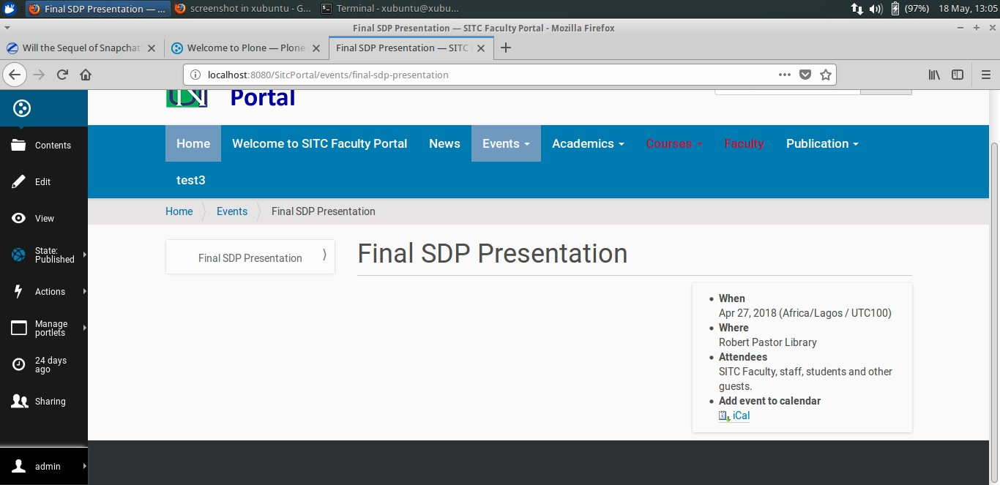 Final SDP Presentation — ...
screenshot in xubuntu - G...
Terminal - xubuntu@xubu...
(97%)
18 May, 13:05
Final SDP Presentation — SITC Faculty Portal - Mozilla Firefox
Will the Sequel of Snapchat
Welcome to Plone — Plone
Final SDP Presentation — SITC
localhost:8080/SitcPortal/events/final-sdp-presentation
Portal
Home
Welcome to SITC Faculty Portal
News
Events
Academics
Courses
Faculty
Publication
test3
Contents
Edit
View
State:
Published
Actions
Manage
portlets
24 days
ago
Sharing
admin
Home
Events
Final SDP Presentation
Final SDP Presentation
Final SDP Presentation
When
Apr 27, 2018 (Africa/Lagos / UTC100)
Where
Robert Pastor Library
Attendees
SITC Faculty, staff, students and other
guests.
Add event to calendar
iCal